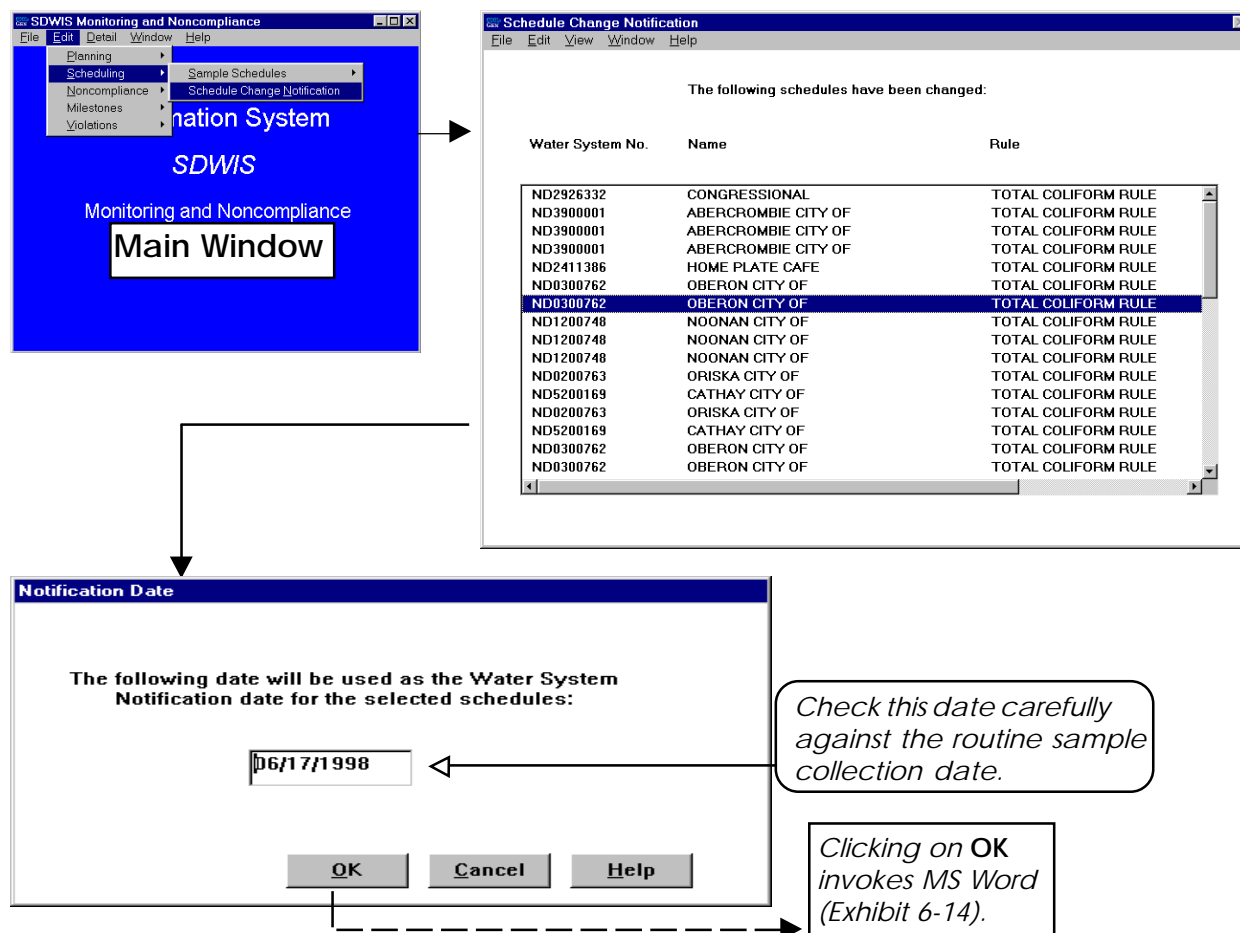 SDWIS Monitoring and Noncompliance
File Edit Detail Window Help
Planning
Scheduling
Noncompliance
Milestones
Violations
Sample Schedules
Schedule Change Notification
mation System
SDWIS
Monitoring and Noncompliance
Main Window
Schedule Change Notification
File Edit View Window Help
The following schedules have been changed:
Water System No. Name Rule
ND2926332 CONGRESSIONAL TOTAL COLIFORM RULE
ND3900001 ABERCROMBIE CITY OF TOTAL COLIFORM RULE
ND3900001 ABERCROMBIE CITY OF TOTAL COLIFORM RULE
ND3900001 ABERCROMBIE CITY OF TOTAL COLIFORM RULE
ND2411386 HOME PLATE CAFE TOTAL COLIFORM RULE
ND0300762 OBERON CITY OF TOTAL COLIFORM RULE
ND0300762 OBERON CITY OF TOTAL COLIFORM RULE
ND1200748 NOONAN CITY OF TOTAL COLIFORM RULE
ND1200748 NOONAN CITY OF TOTAL COLIFORM RULE
ND1200748 NOONAN CITY OF TOTAL COLIFORM RULE
ND0200763 ORISKA CITY OF TOTAL COLIFORM RULE
ND5200169 CATHAY CITY OF TOTAL COLIFORM RULE
ND0200763 ORISKA CITY OF TOTAL COLIFORM RULE
ND5200169 CATHAY CITY OF TOTAL COLIFORM RULE
ND0300762 OBERON CITY OF TOTAL COLIFORM RULE
ND0300762 OBERON CITY OF TOTAL COLIFORM RULE
Notification Date
The following date will be used as the Water System
Notification date for the selected schedules:
06/17/1998
OK Cancel Help
Check this date carefully
against the routine sample
collection date.
Clicking on OK
invokes MS Word
(Exhibit 6-14).